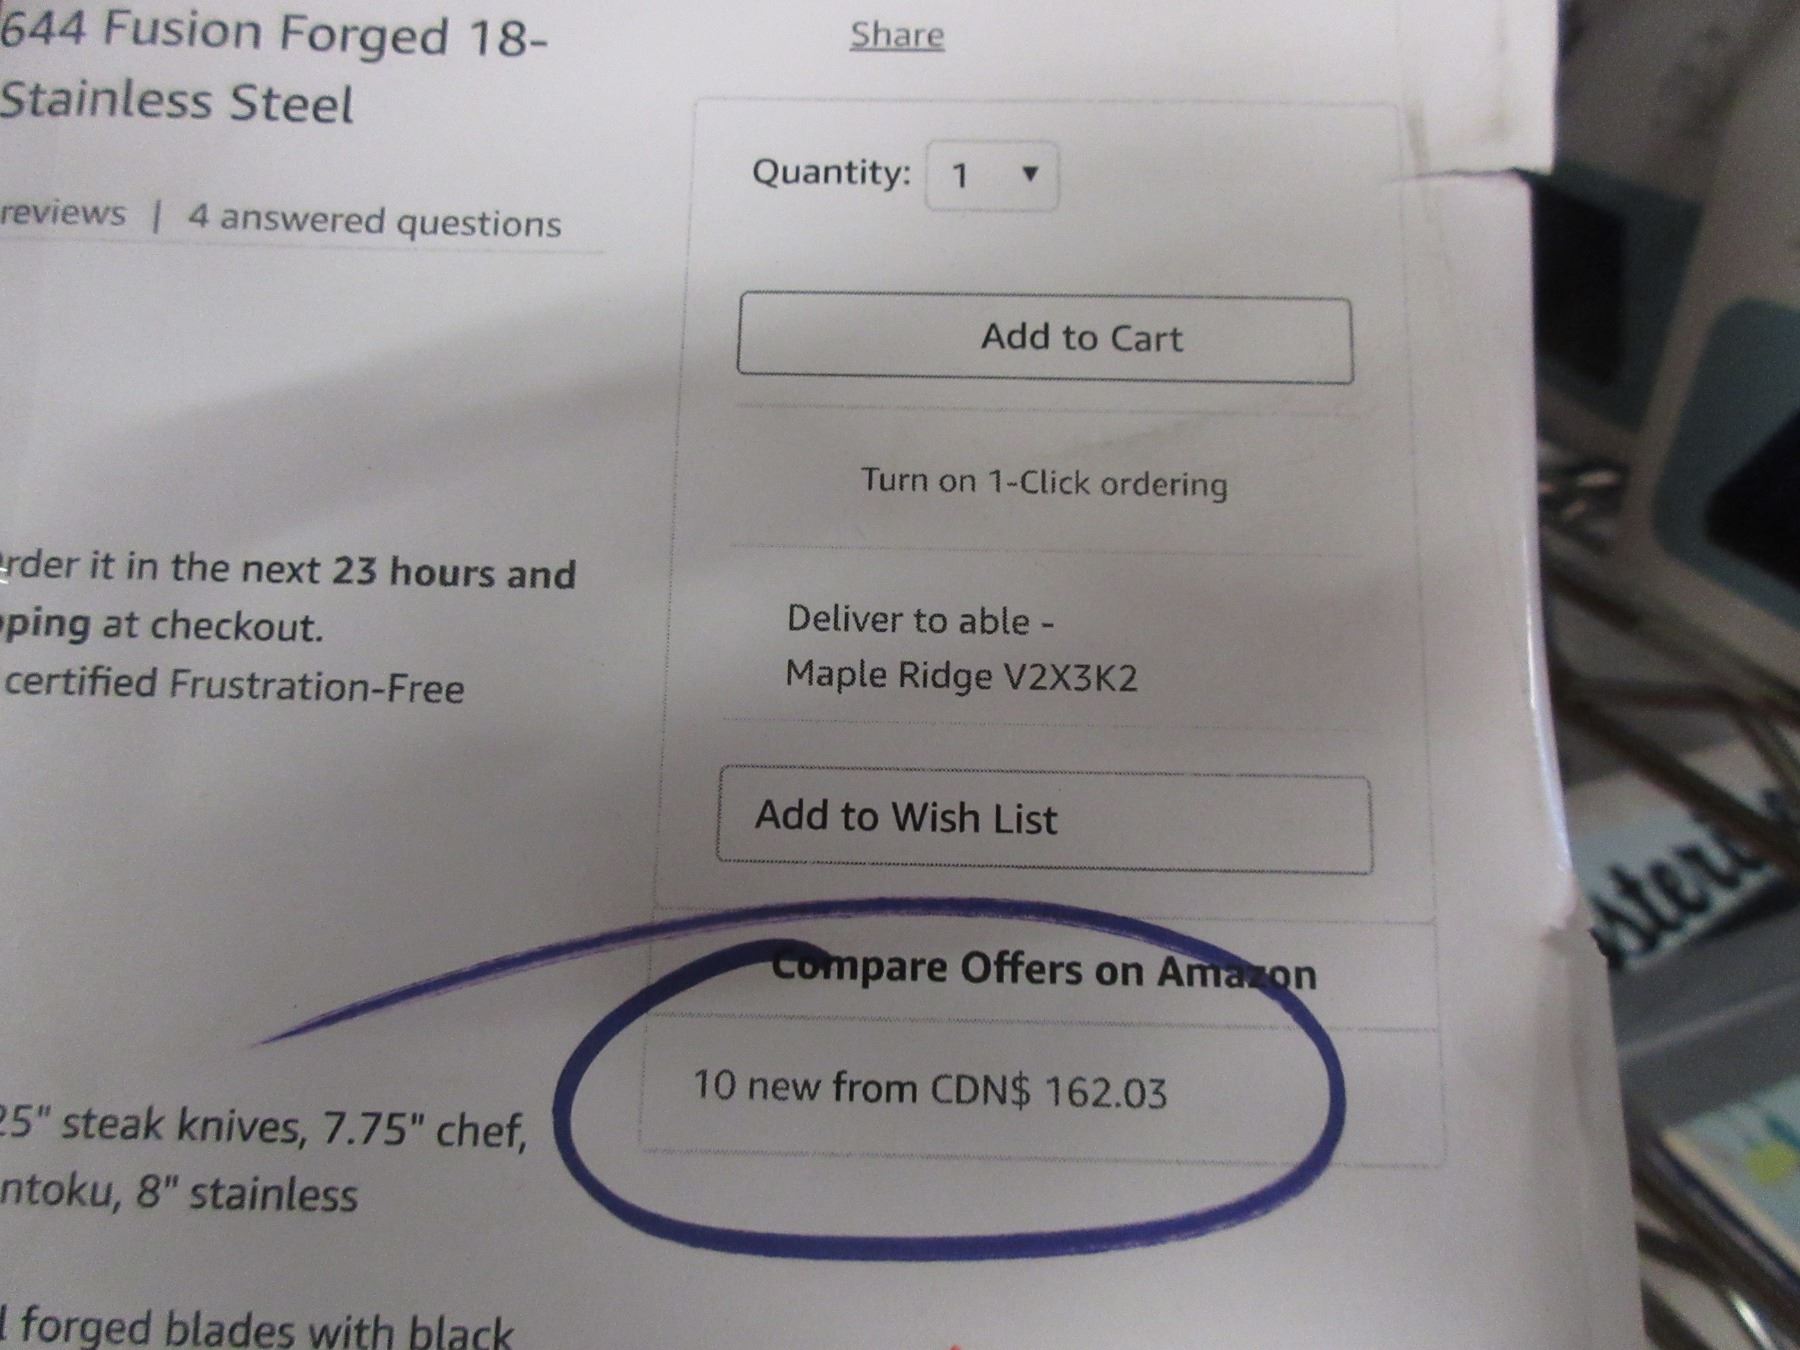 644 Fusion Forged 18-
Stainless Steel
reviews | 4 answered questions
Share
Quantity: 1
Add to Cart
Turn on 1-Click ordering
Deliver to able -
Maple Ridge V2X3K2
Add to Wish List
Compare Offers on Amazon
10 new from CDN$ 162.03
rder it in the next 23 hours and
pping at checkout.
certified Frustration-Free
25" steak knives, 7.75" chef,
ntoku, 8" stainless
l forged blades with black